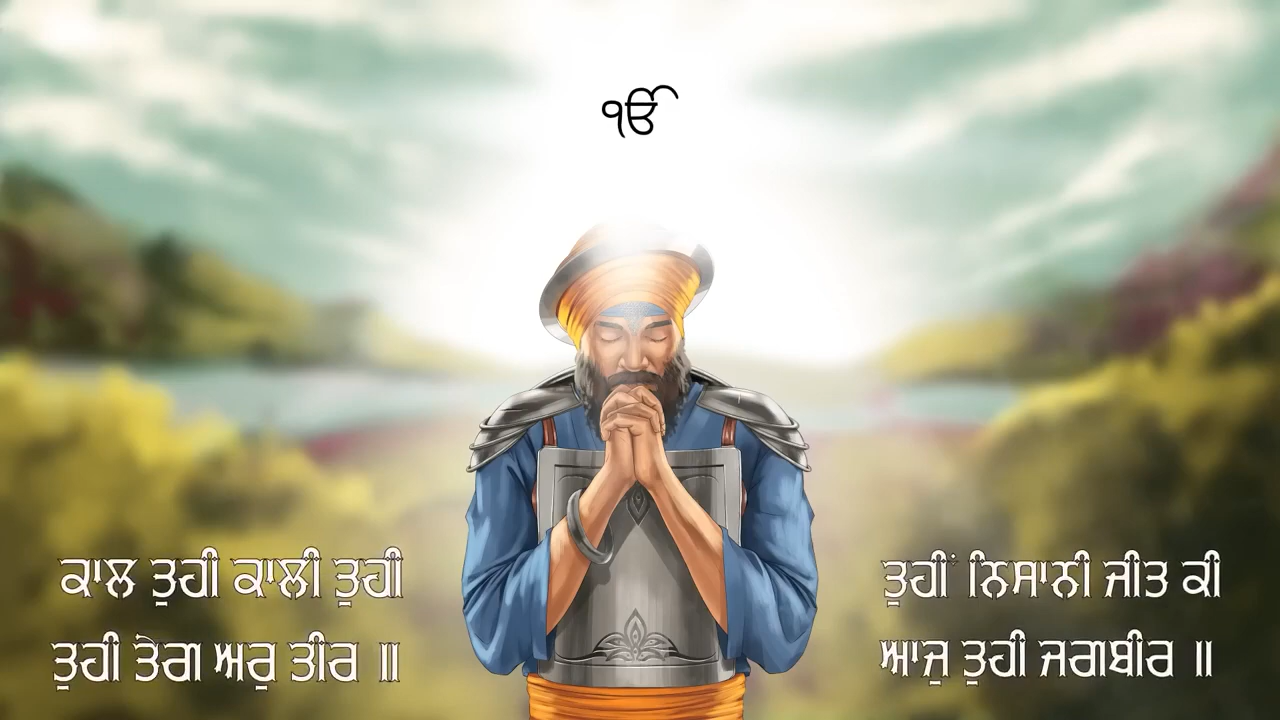 ੴ
ਕਾਲ ਤੁਹੀ ਕਾਲੀ ਤੁਹੀ
ਤੁਹੀ ਤੇਗ ਅਰੁ ਤੀਰ ॥
ਤੁਹੀਂ ਨਿਸਾਨੀ ਜੀਤ ਕੀ
ਆਜੁ ਤੁਹੀ ਜਗਬੀਰ ॥